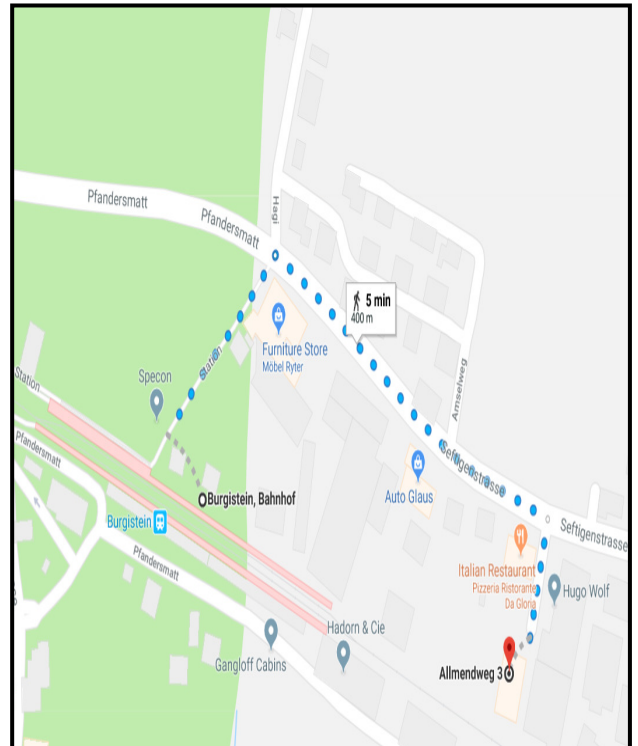 Pfandersmatt
Pfandersmatt
Hagi
5 min
400 m
Furniture Store
Möbel Ryter
Station
Specon
Station
Amselweg
Pfandersmatt
Seftigenstrasse
Auto Glaus
Burgistein, Bahnhof
Burgistein
Seftigenstrasse
Pfandersmatt
Italian Restaurant
Pizzeria Ristorante
Da Gloria
Hugo Wolf
Hadorn & Cie
Gangloff Cabins
Allmendweg 3